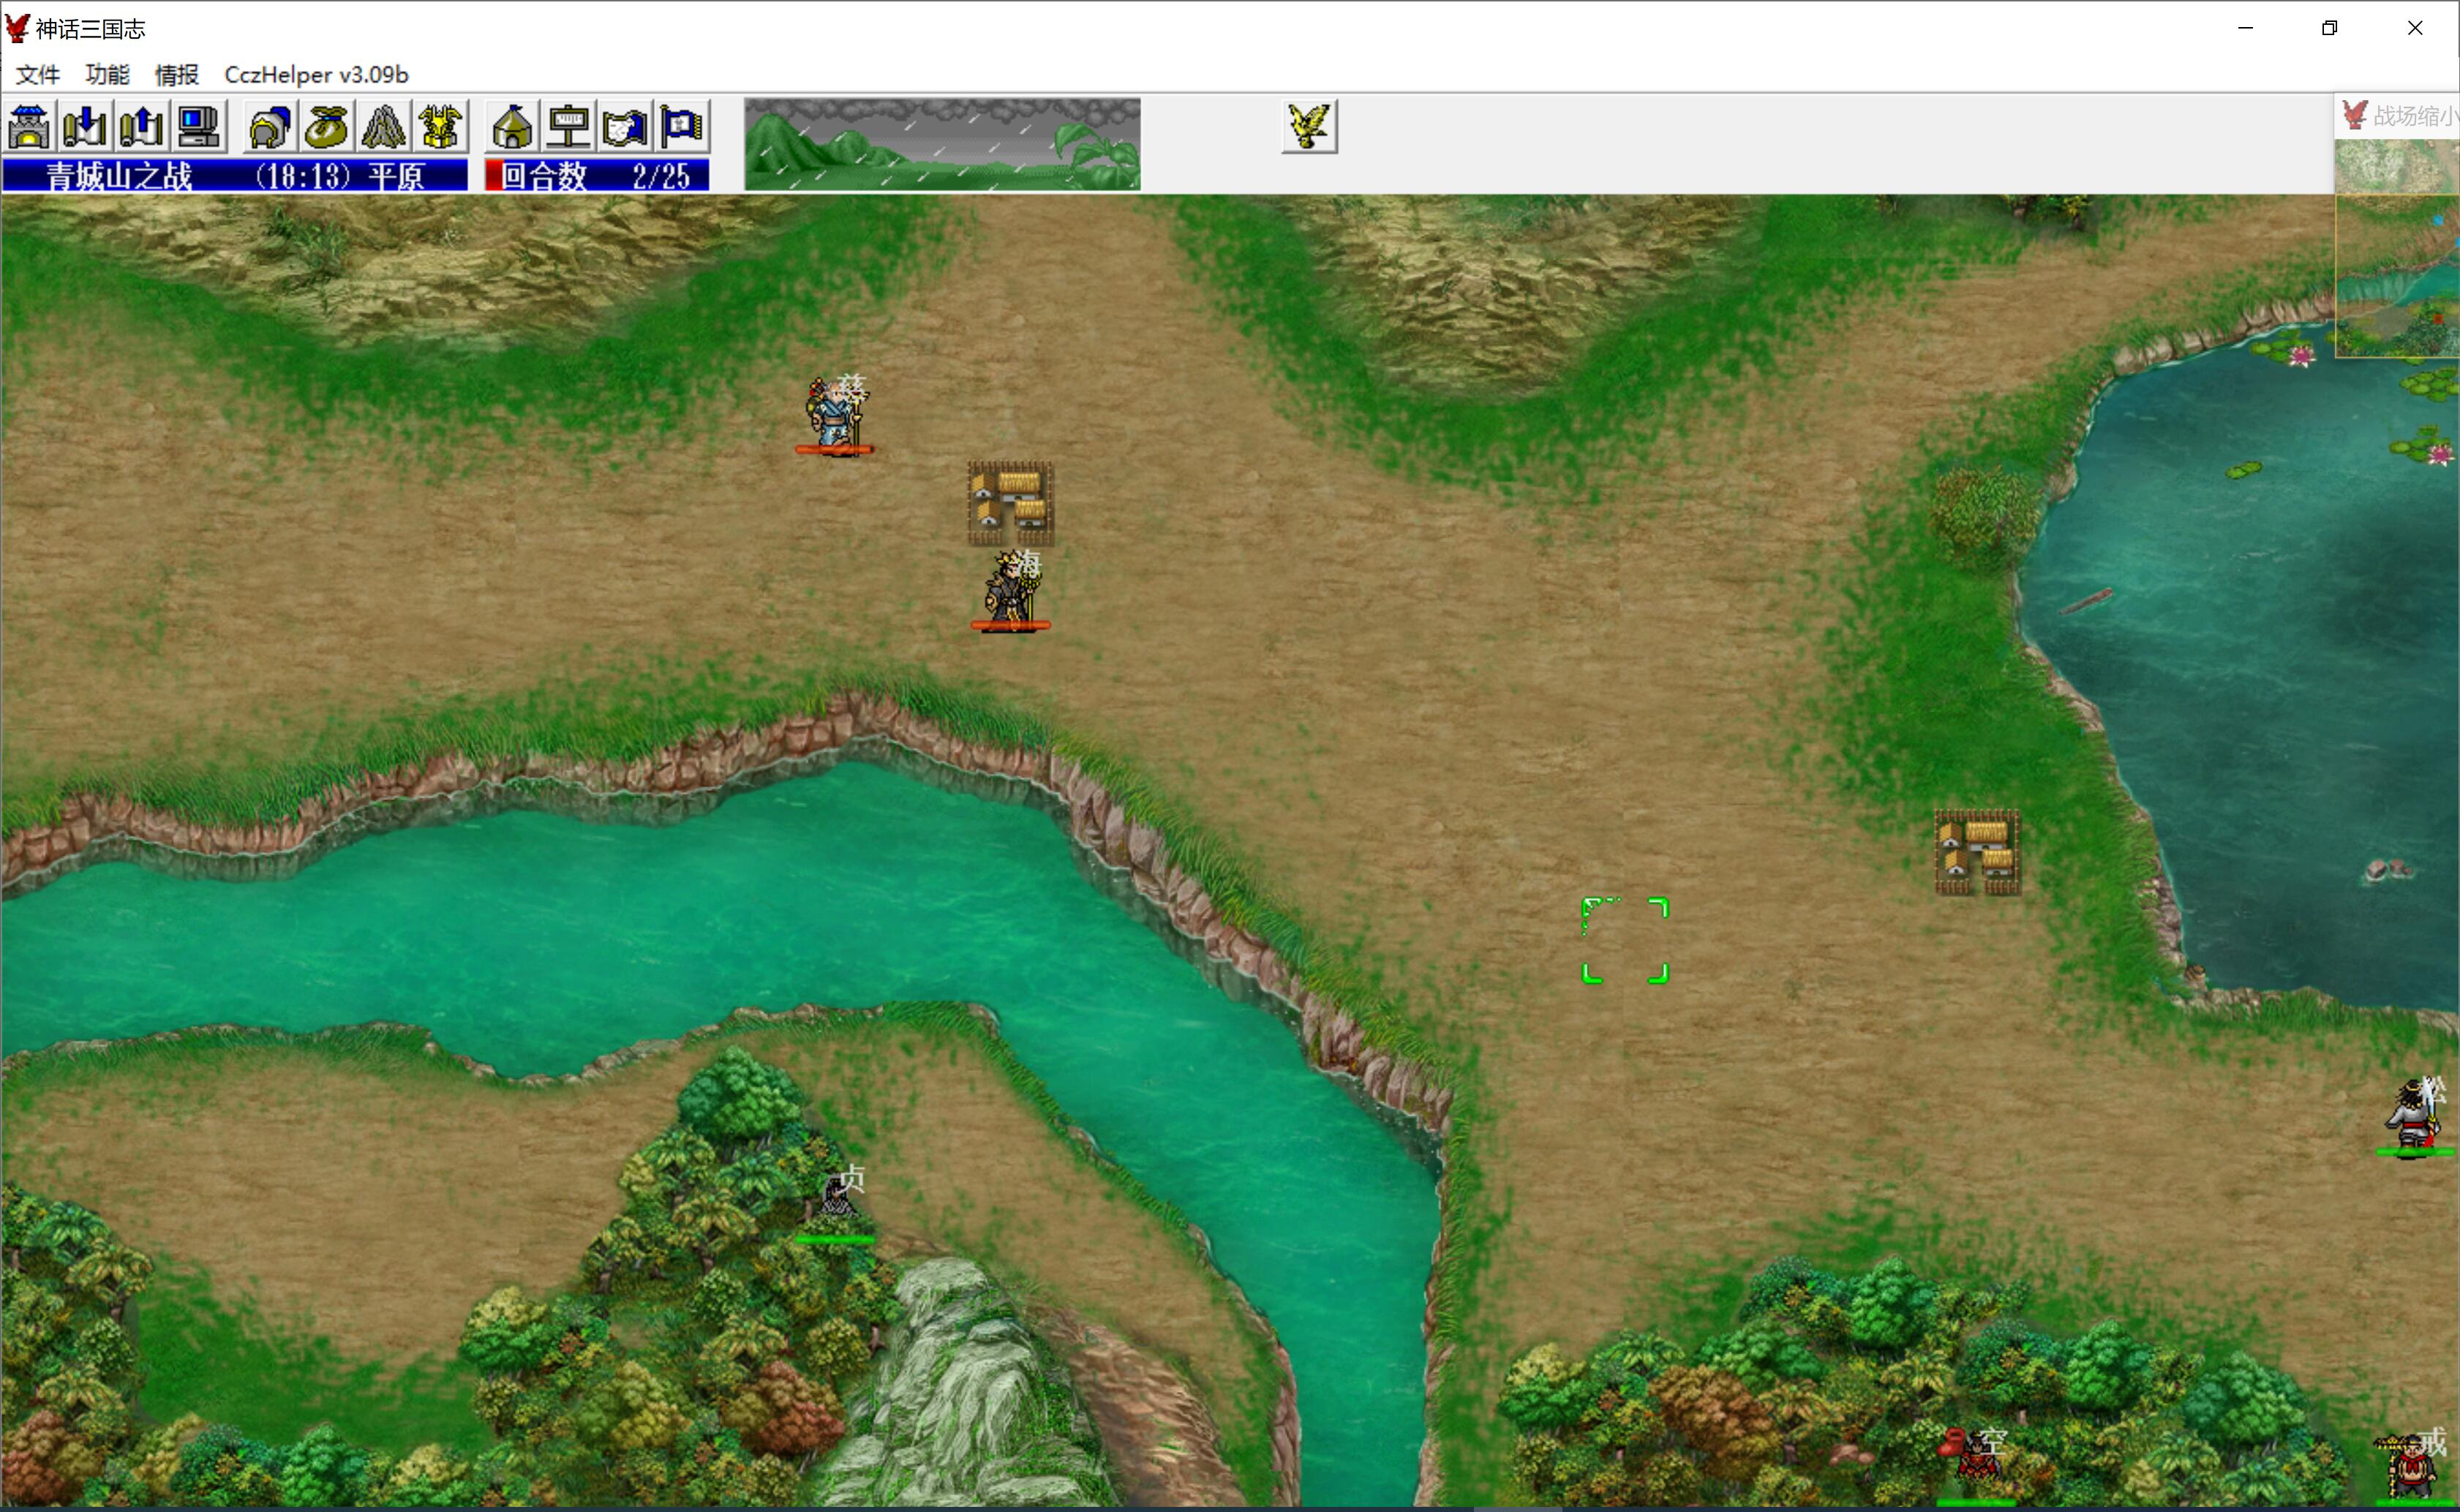 神话三国志
文件 功能 情报 CczHelper v3.09b
战场缩小
青城山之战 (18:13) 平原 回合数 2/25
慈
海
松
贞
空
戒